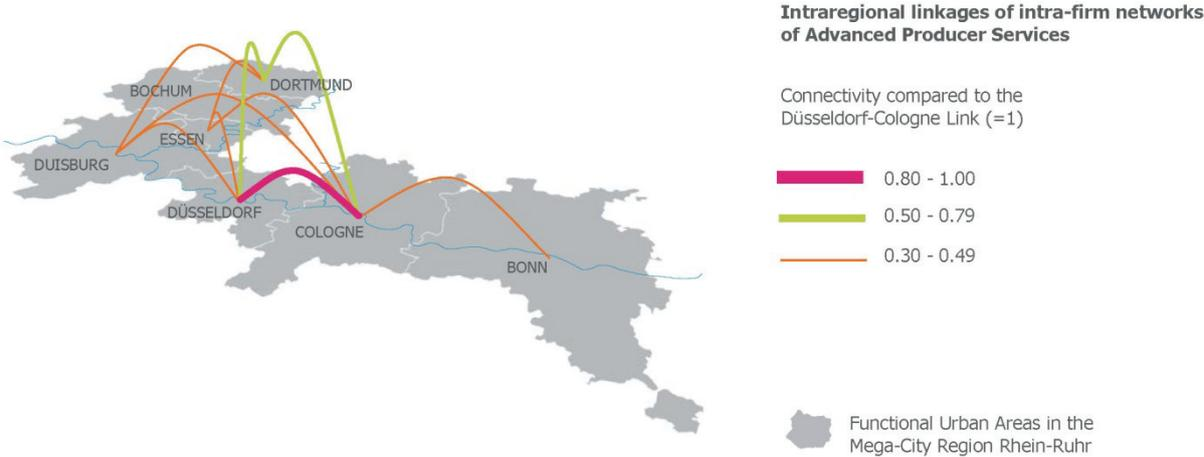 Intraregional linkages of intra-firm networks
of Advanced Producer Services
Connectivity compared to the
Düsseldorf-Cologne Link (=1)
0.80 - 1.00
0.50 - 0.79
0.30 - 0.49
BOCHUM
DORTMUND
ESSEN
DUISBURG
DÜSSELDORF
COLOGNE
BONN
Functional Urban Areas in the
Mega-City Region Rhein-Ruhr